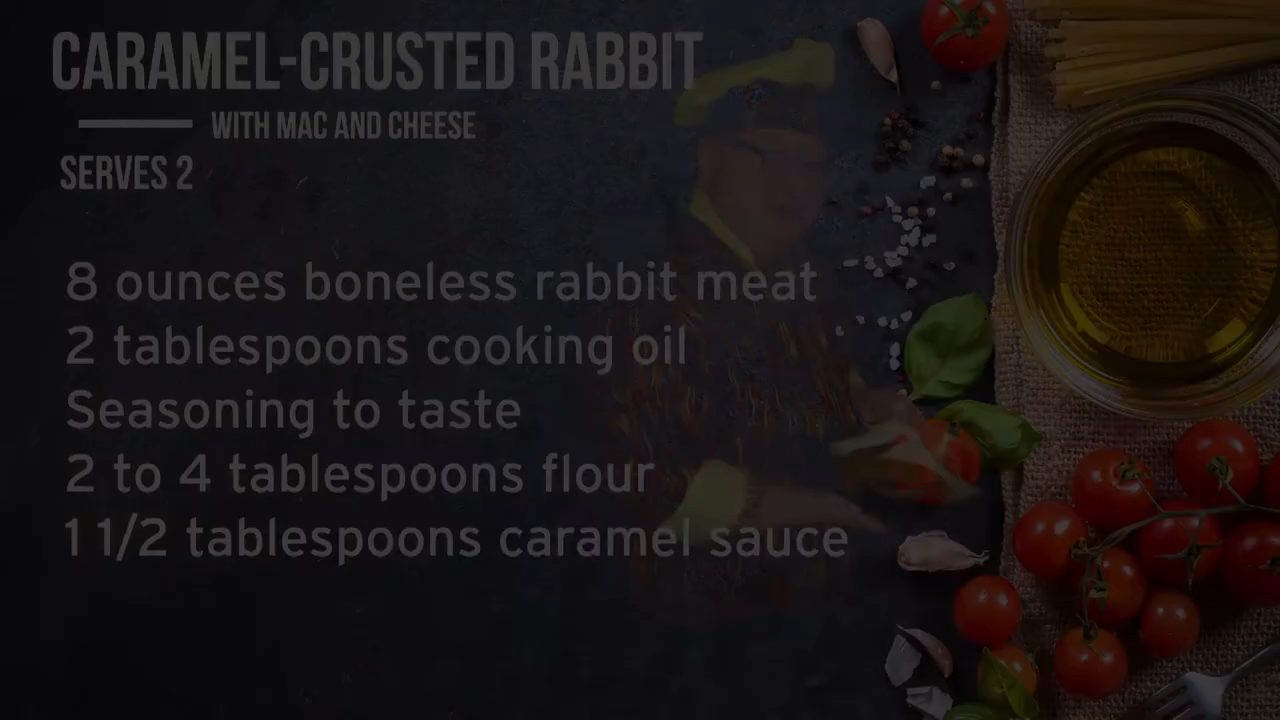 CARAMEL-CRUSTED RABBIT
WITH MAC AND CHEESE
SERVES 2
8 ounces boneless rabbit meat
2 tablespoons cooking oil
Seasoning to taste
2 to 4 tablespoons flour
1 1/2 tablespoons caramel sauce